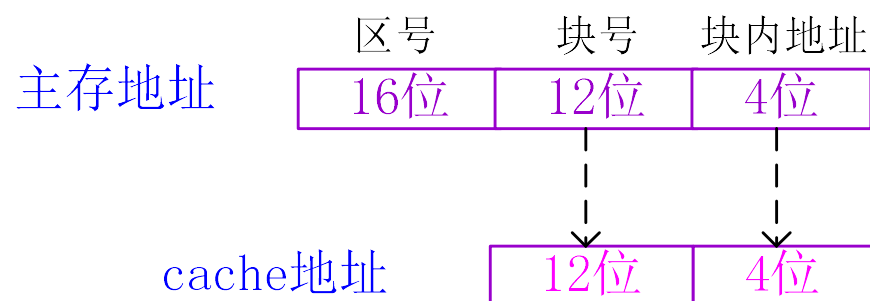 区号 块号 块内地址
主存地址 16位 12位 4位
cache地址 12位 4位